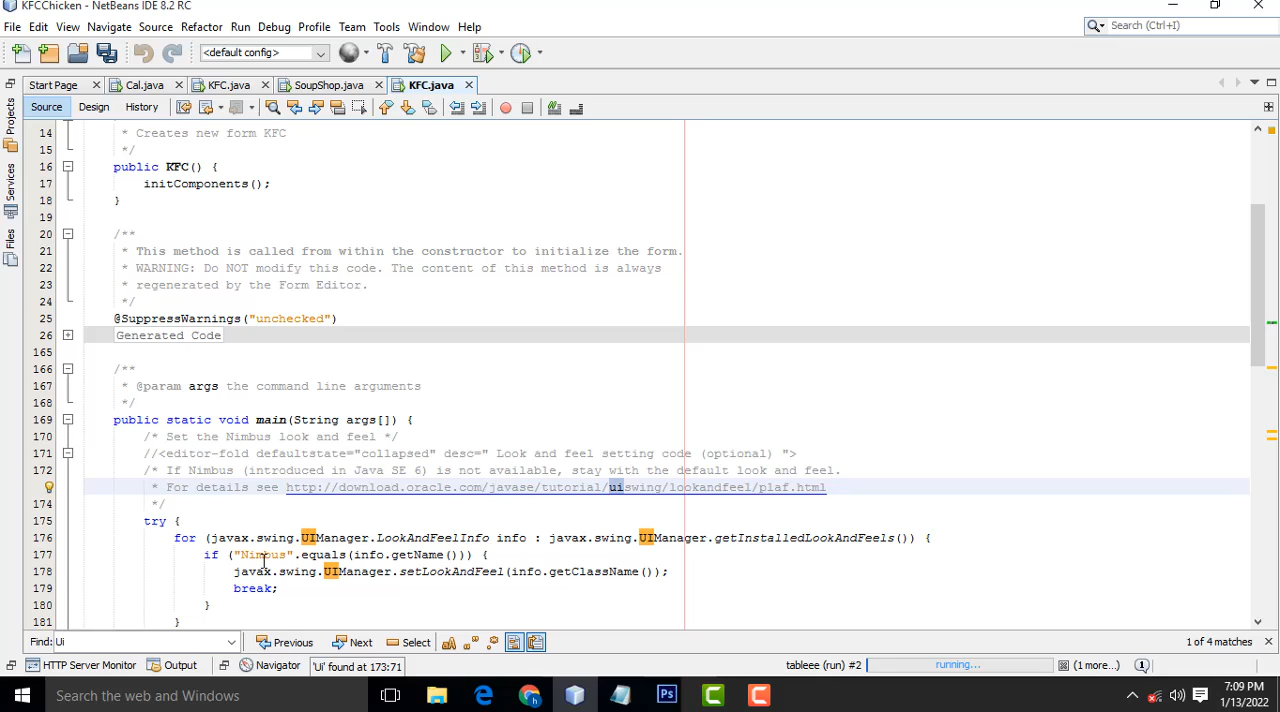 KFCChicken - NetBeans IDE 8.2 RC
File Edit View Navigate Source Refactor Run Debug Profile Team Tools Window Help
Search (Ctrl+I)
<default config>
Start Page Cal.java KFC.java SoupShop.java KFC.java
Source Design History
Projects
Services
Files
14 * Creates new form KFC
15 */
16 public KFC() {
17 initComponents();
18 }
19
20 /**
21 * This method is called from within the constructor to initialize the form.
22 * WARNING: Do NOT modify this code. The content of this method is always
23 * regenerated by the Form Editor.
24 */
25 @SuppressWarnings("unchecked")
26 Generated Code
165
166 /**
167 * @param args the command line arguments
168 */
169 public static void main(String args[]) {
170 /* Set the Nimbus look and feel */
171 //<editor-fold defaultstate="collapsed" desc=" Look and feel setting code (optional) ">
172 /* If Nimbus (introduced in Java SE 6) is not available, stay with the default look and feel.
* For details see http://download.oracle.com/javase/tutorial/uiswing/lookandfeel/plaf.html
174 */
175 try {
176 for (javax.swing.UIManager.LookAndFeelInfo info : javax.swing.UIManager.getInstalledLookAndFeels()) {
177 if ("Nimbus".equals(info.getName())) {
178 javax.swing.UIManager.setLookAndFeel(info.getClassName());
179 break;
180 }
181 }
Find: Ui Previous Next Select 1 of 4 matches
HTTP Server Monitor Output Navigator 'Ui' found at 173:71 tableee (run) #2 running... (1 more...) 1
Search the web and Windows
Ps
C
C
7:09 PM
1/13/2022